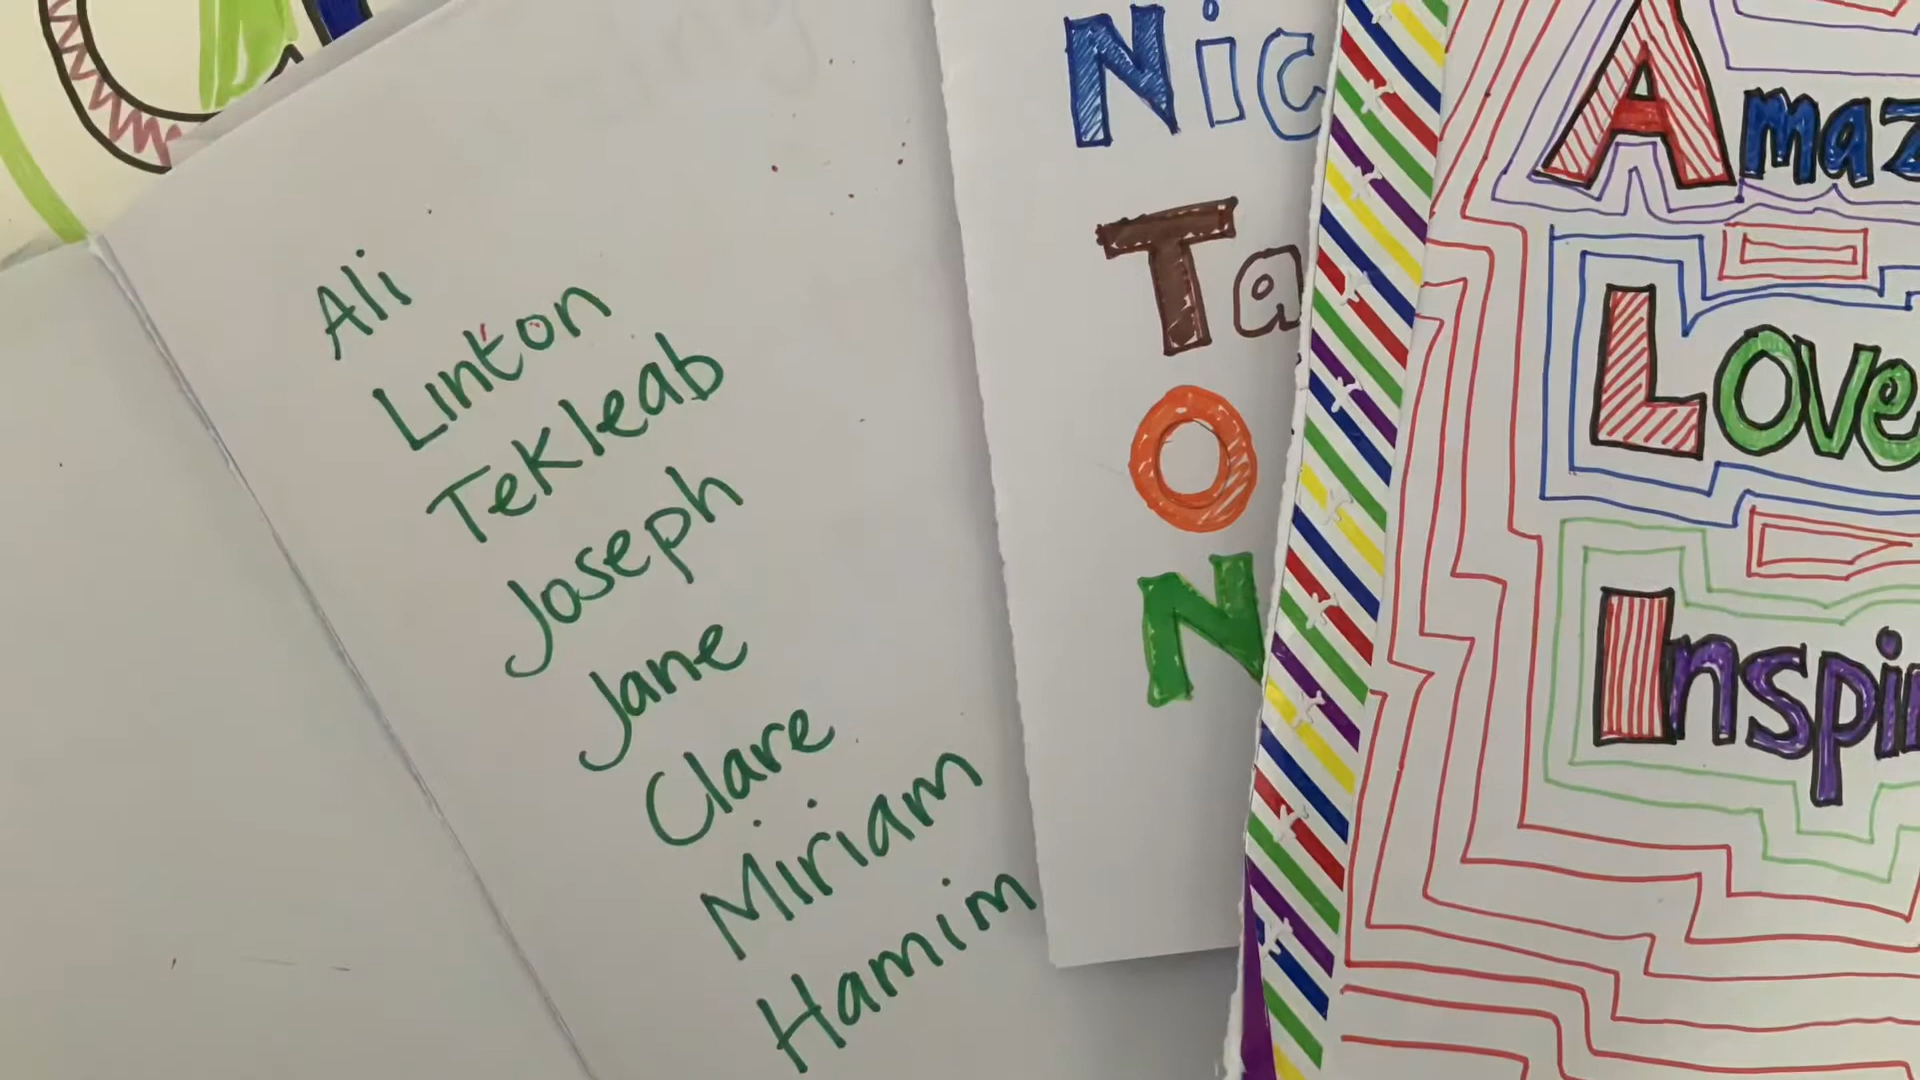 Ali
Linton
Tekleab
Joseph
Jane
Clare
Miriam
Hamim
Nic
Ta
O
N
Amaz
Love
Inspi